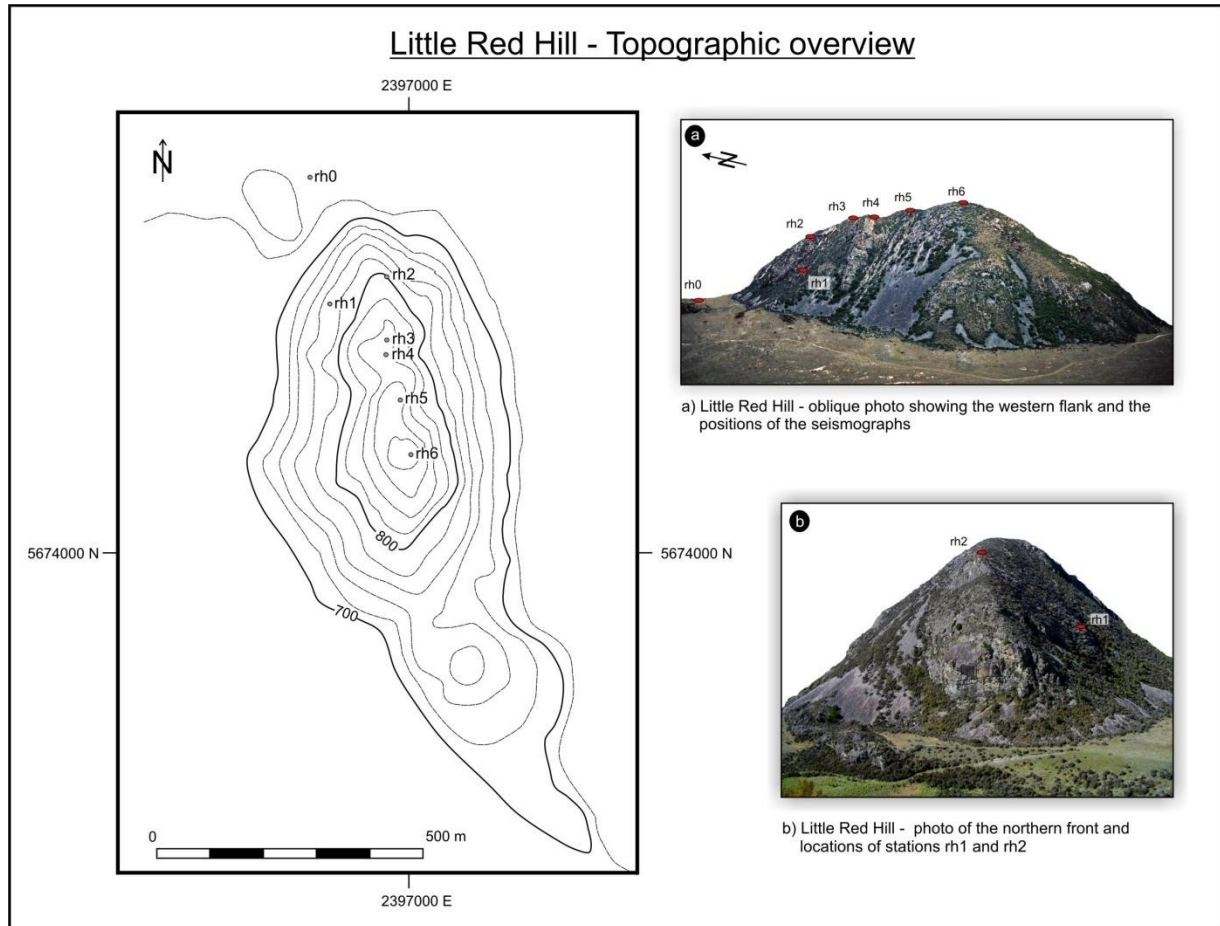 Little Red Hill - Topographic overview
2397000 E
N
rh0
rh2
rh1
rh3
rh4
rh5
rh6
800
5674000 N
5674000 N
700
0
500 m
2397000 E
a
N
rh6
rh5
rh4
rh3
rh2
rh1
rh0
a) Little Red Hill - oblique photo showing the western flank and the
positions of the seismographs
b
rh2
rh1
b) Little Red Hill - photo of the northern front and
locations of stations rh1 and rh2